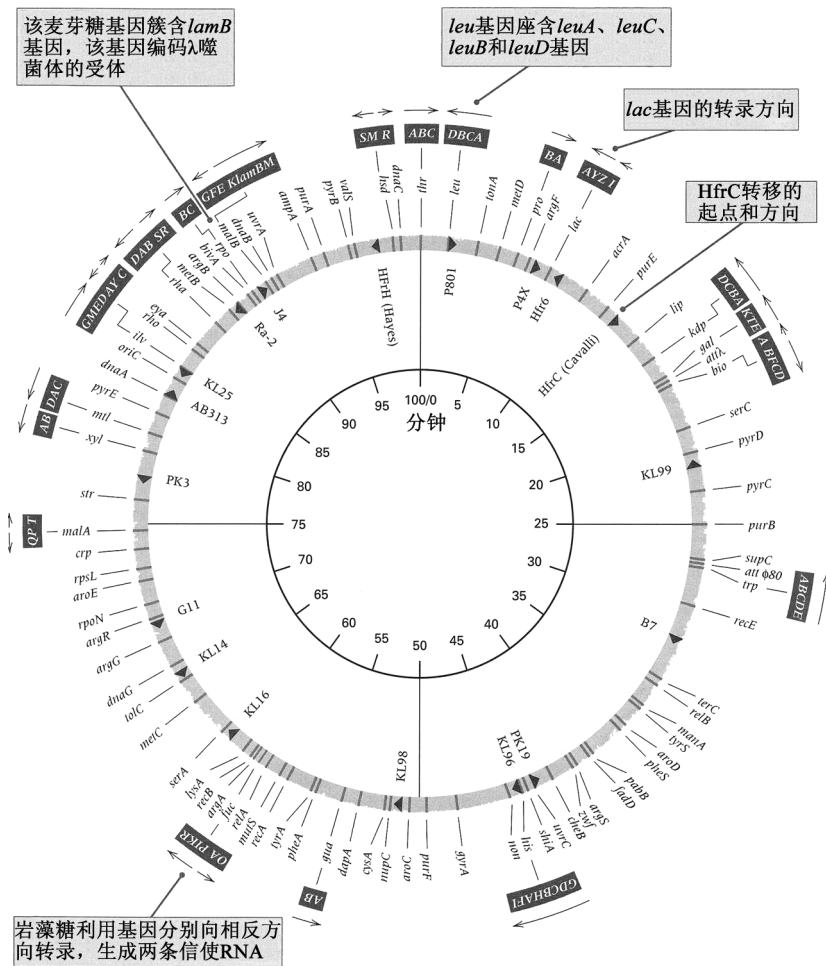 该麦芽糖基因簇含lamB
基因，该基因编码λ噬
菌体的受体
leu基因座含leuA、leuC、
leuB和leuD基因
lac基因的转录方向
HfrC转移的
起点和方向
SM R
ABC
DBCA
BA
AYZ I
DCBA
KTE
A BFCD
ABCDE
GDCBHAFI
AB
OA PIKR
QP T
AB
DAC
GMEDAY C
DAB SR
BC
GFE KlamBM
thr
leu
tonA
metD
pro
argF
lac
acrA
purE
lip
kdp
gal
attλ
bio
serC
pyrD
pyrC
purB
supC
att ϕ80
trp
recE
terC
relB
manA
tyrS
aroD
pheS
pabB
fadD
argS
zwf
cheB
uvrC
shiA
his
non
gyrA
purF
aroC
nupC
cysA
dapA
gua
pheA
tyrA
recA
mutS
relA
fuc
argA
recB
lysA
serA
metC
tolC
dnaG
argG
argR
rpoN
aroE
rpsL
crp
malA
str
xyl
mtl
pyrE
dnaA
oriC
ilv
rho
eya
rha
metB
argB
bivA
rpo
malB
dnaB
uvrA
ampA
purA
pyrB
valS
hsd
dnaC
HFrH (Hayes)
P801
P4X
Hfr6
HfrC (Cavalli)
KL99
B7
PK19
KL96
KL98
KL16
KL14
G11
PK3
AB313
KL25
Ra-2
J4
100/0
分钟
5
10
15
20
25
30
35
40
45
50
55
60
65
70
75
80
85
90
95
岩藻糖利用基因分别向相反方
向转录，生成两条信使RNA